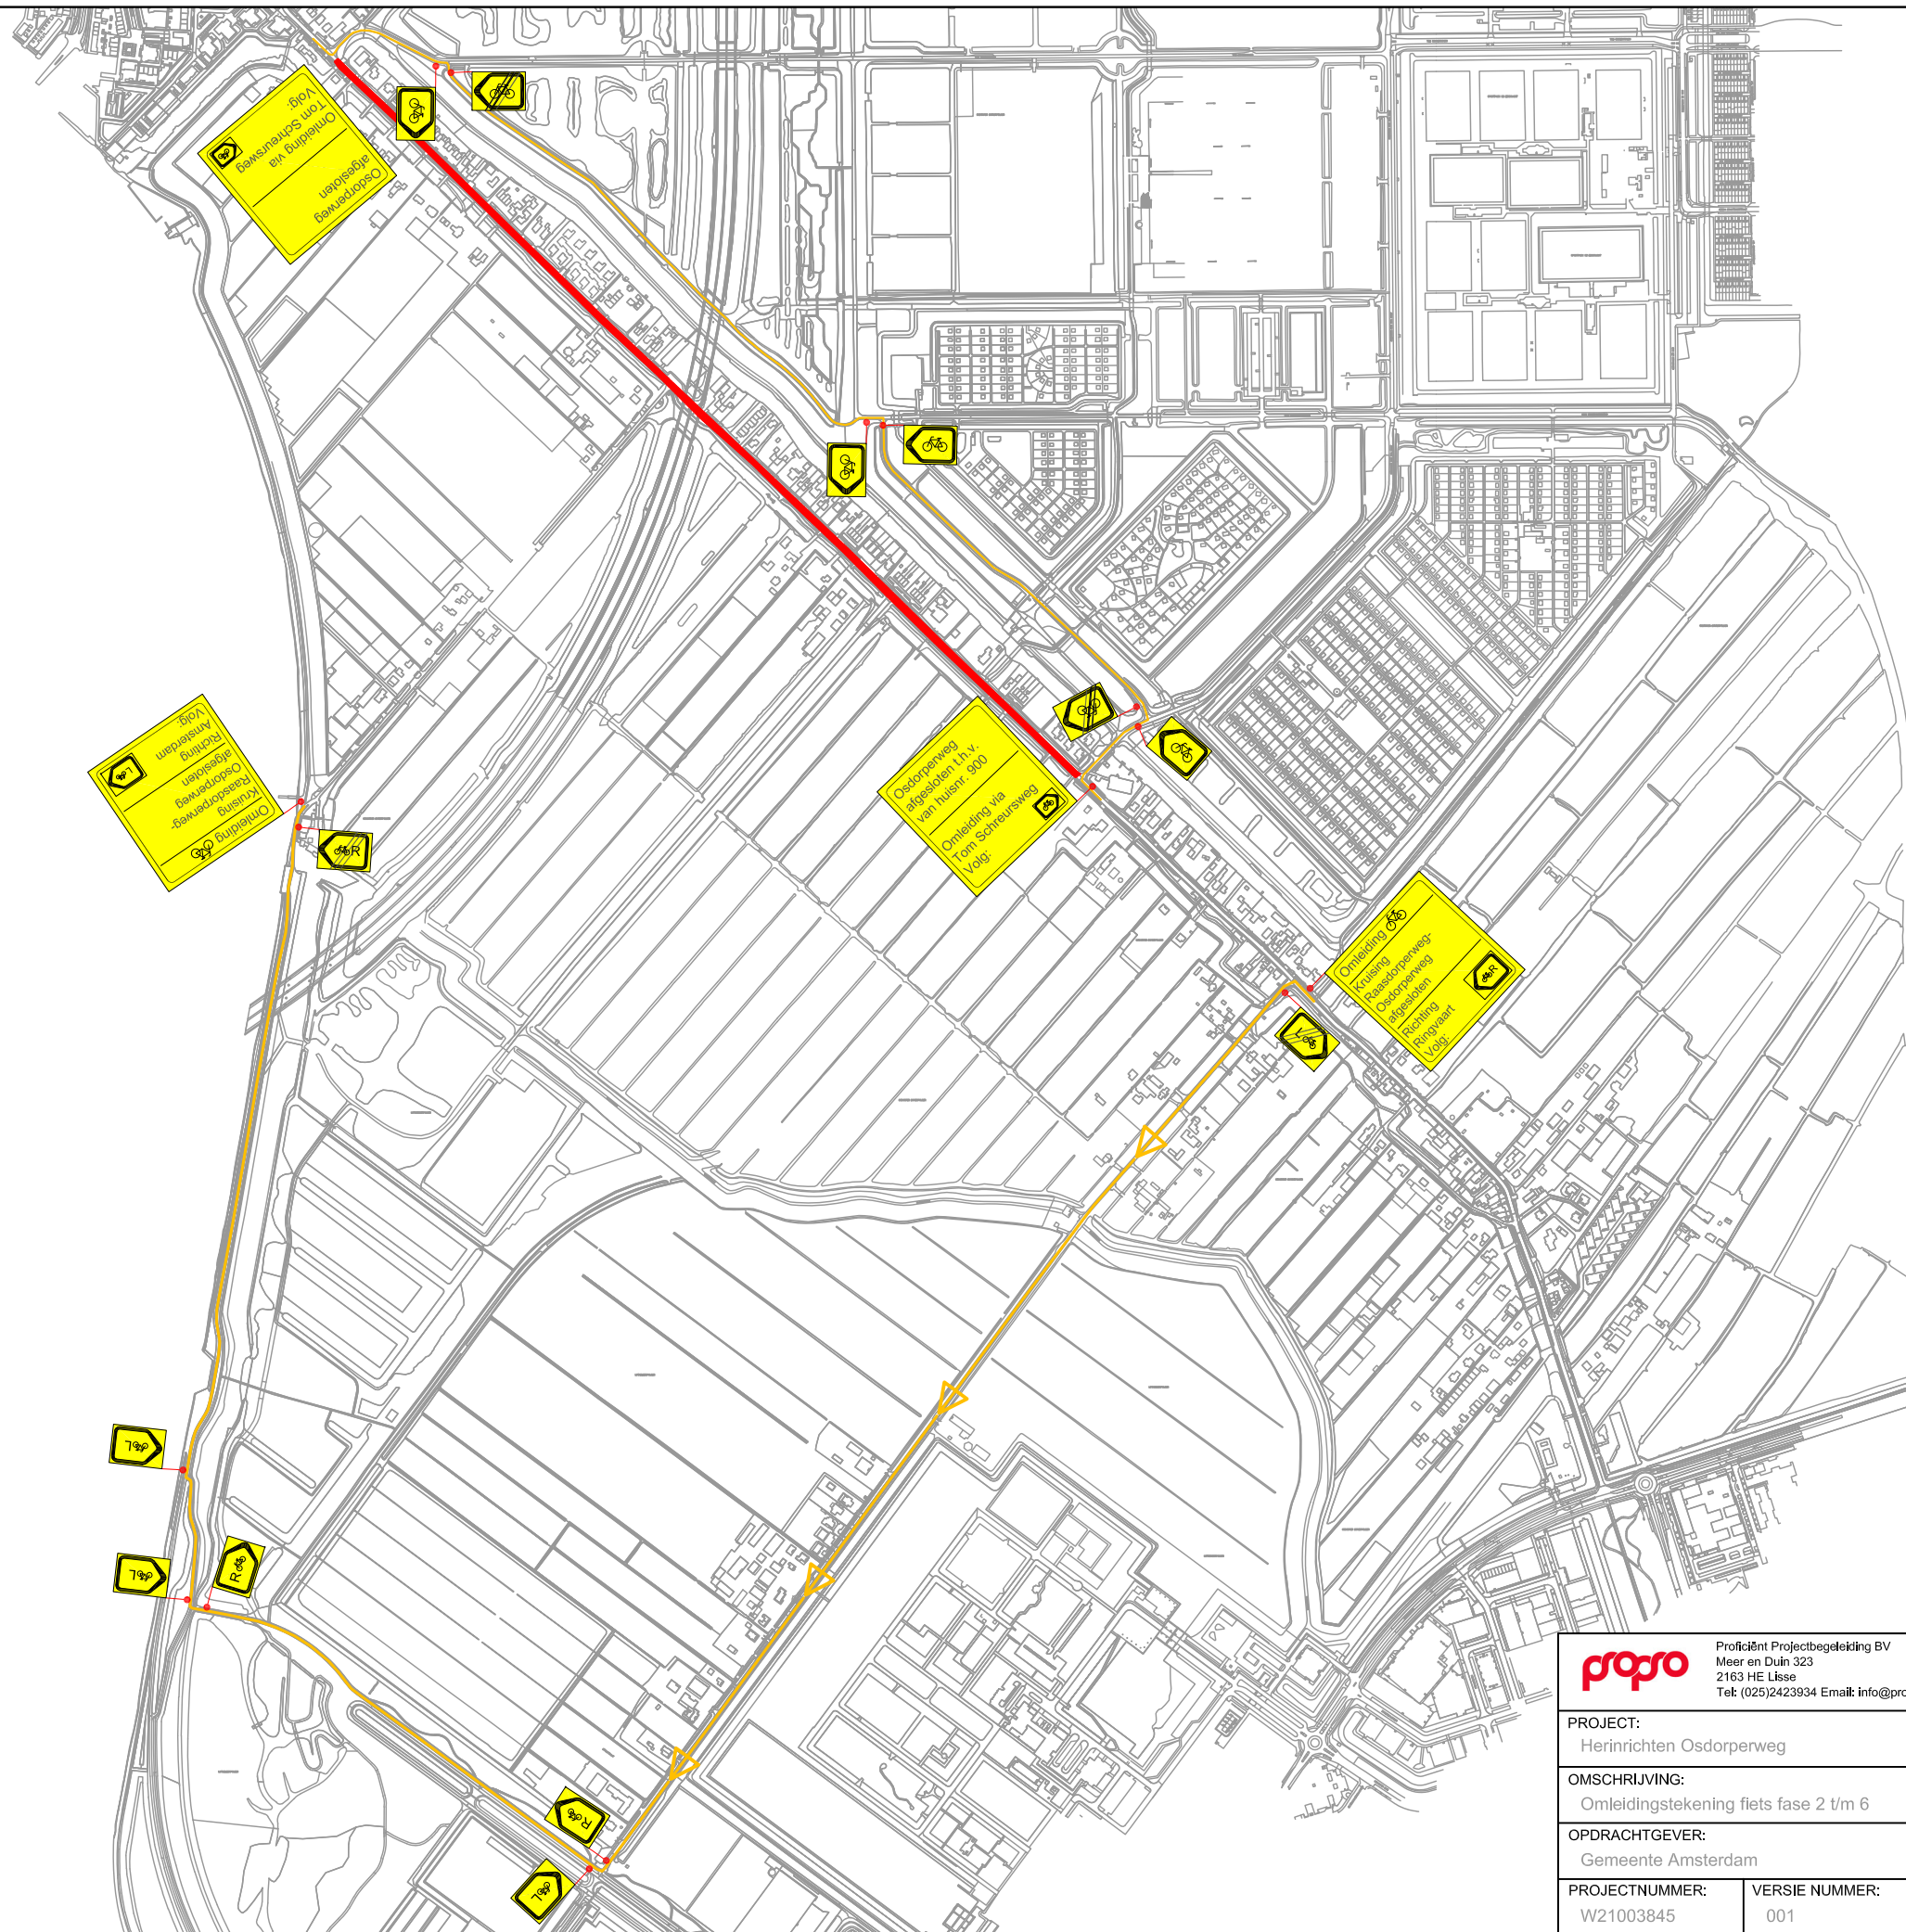 Osdorperweg
afgesloten
Omleiding via
Tom Schreursweg
Volg:
Omleiding
Kruising
Raasdorperweg-
Osdorperweg
afgesloten
Richting
Amsterdam
Volg:
L
R
Osdorperweg
afgesloten t.h.v.
van huisnr. 900
Omleiding via
Tom Schreursweg
Volg:
Omleiding
Kruising
Raasdorperweg-
Osdorperweg
afgesloten
Richting
Ringvaart
Volg:
R
L
L
L
R
R
L
propro
Proficiënt Projectbegeleiding BV
Meer en Duin 323
2163 HE Lisse
Tel: (025)2423934 Email: info@pro
PROJECT:
Herinrichten Osdorperweg
OMSCHRIJVING:
Omleidingstekening fiets fase 2 t/m 6
OPDRACHTGEVER:
Gemeente Amsterdam
PROJECTNUMMER:
W21003845
VERSIE NUMMER:
001